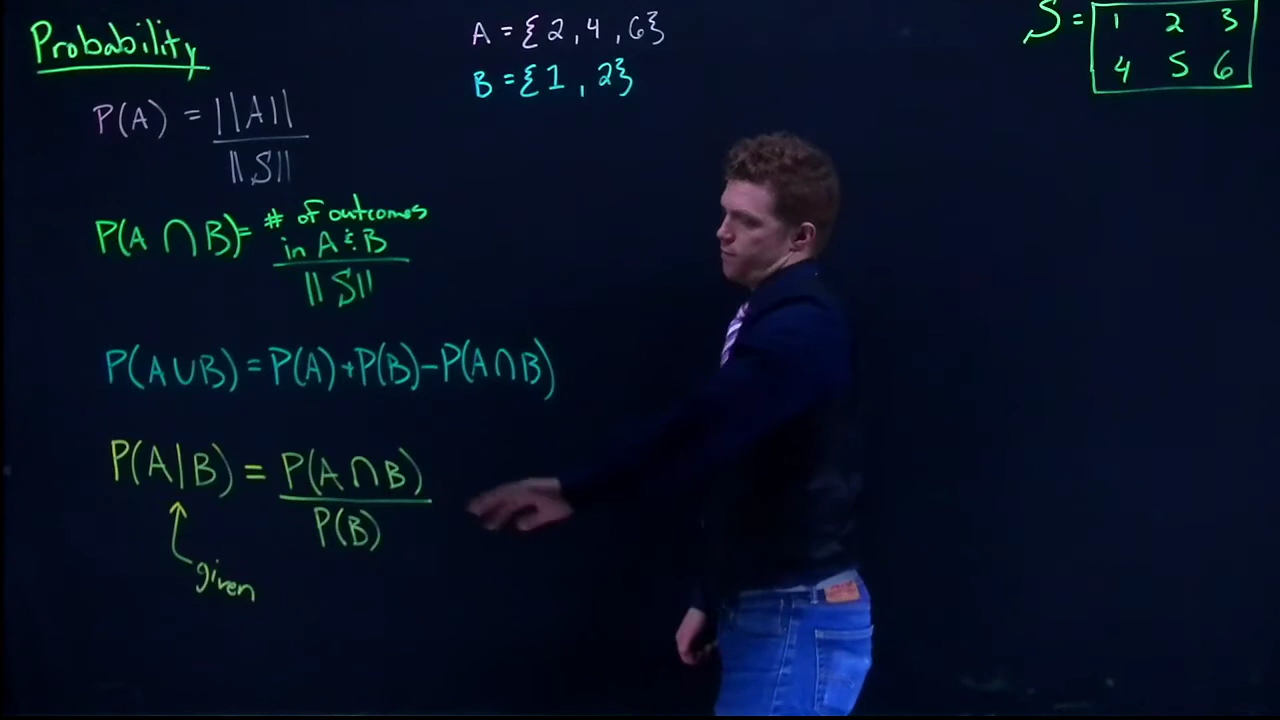 Probability
A = {2, 4, 6}
B = {1, 2}
S = 1 2 3
4 5 6
P(A) = ||A||
||S||
P(A ∩ B) = # of outcomes
in A & B
||S||
P(A∪B) = P(A) + P(B) - P(A∩B)
P(A|B) = P(A∩B)
P(B)
given